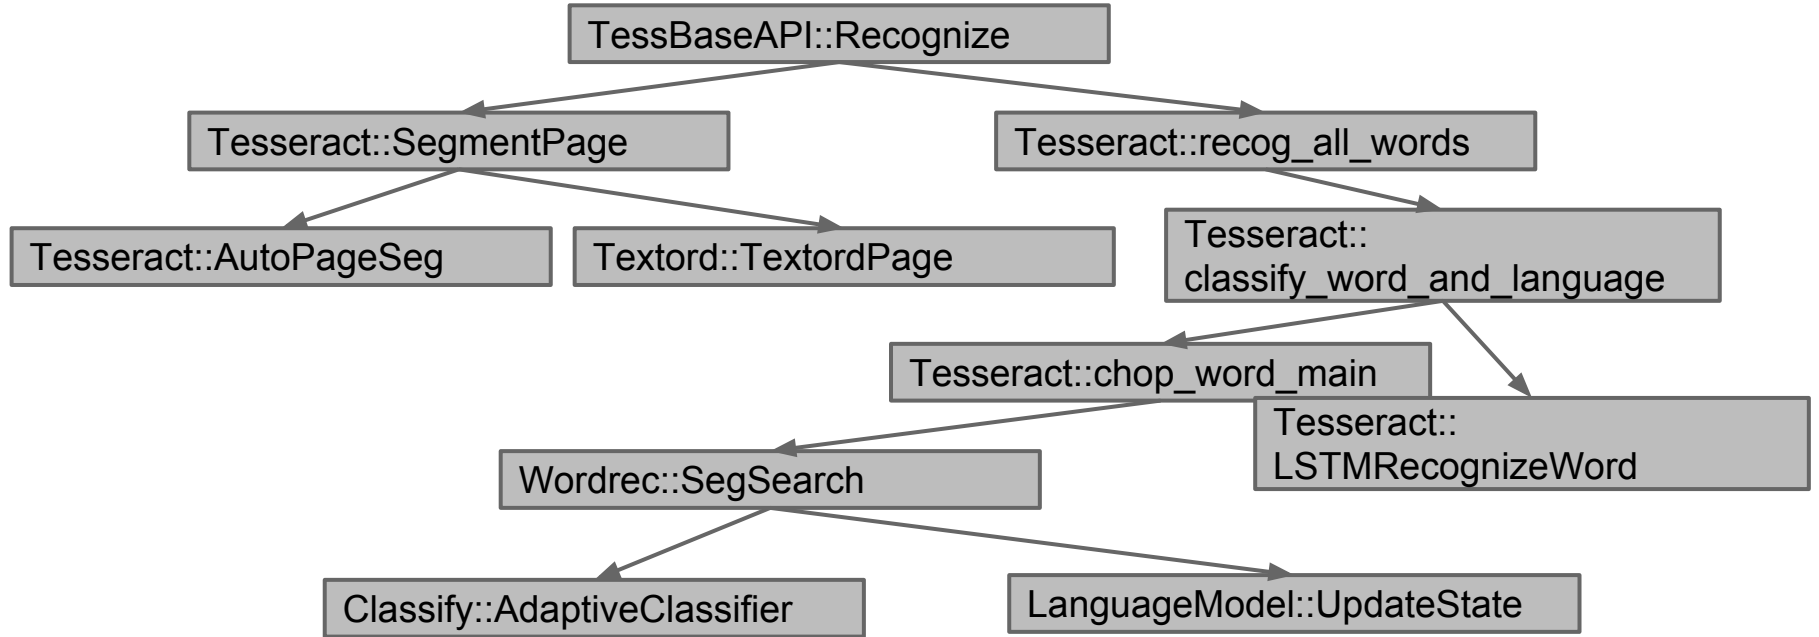 TessBaseAPI::Recognize
Tesseract::SegmentPage
Tesseract::recog_all_words
Tesseract::AutoPageSeg
Textord::TextordPage
Tesseract::
classify_word_and_language
Tesseract::chop_word_main
Tesseract::
LSTMRecognizeWord
Wordrec::SegSearch
Classify::AdaptiveClassifier
LanguageModel::UpdateState